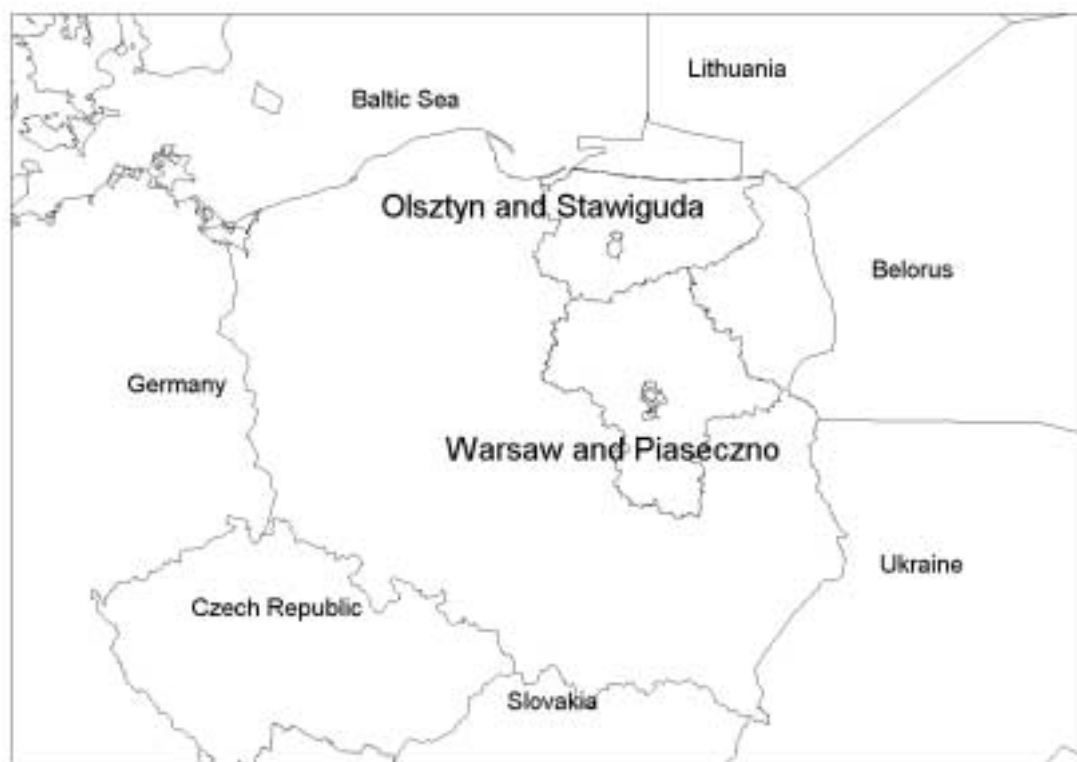 Lithuania
Baltic Sea
Olsztyn and Stawiguda
Belorus
Germany
Warsaw and Piaseczno
Ukraine
Czech Republic
Slovakia